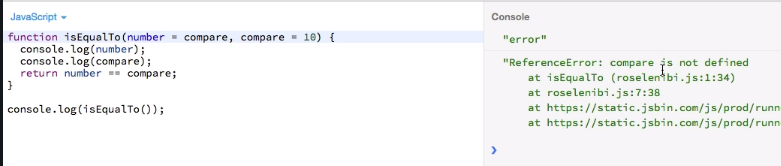 JavaScript
function isEqualTo(number = compare, compare = 10) {
  console.log(number);
  console.log(compare);
  return number == compare;
}
console.log(isEqualTo());
Console
"error"
"ReferenceError: compare is not defined
    at isEqualTo (roselenibi.js:1:34)
    at roselenibi.js:7:38
    at https://static.jsbin.com/js/prod/runn
    at https://static.jsbin.com/js/prod/runn